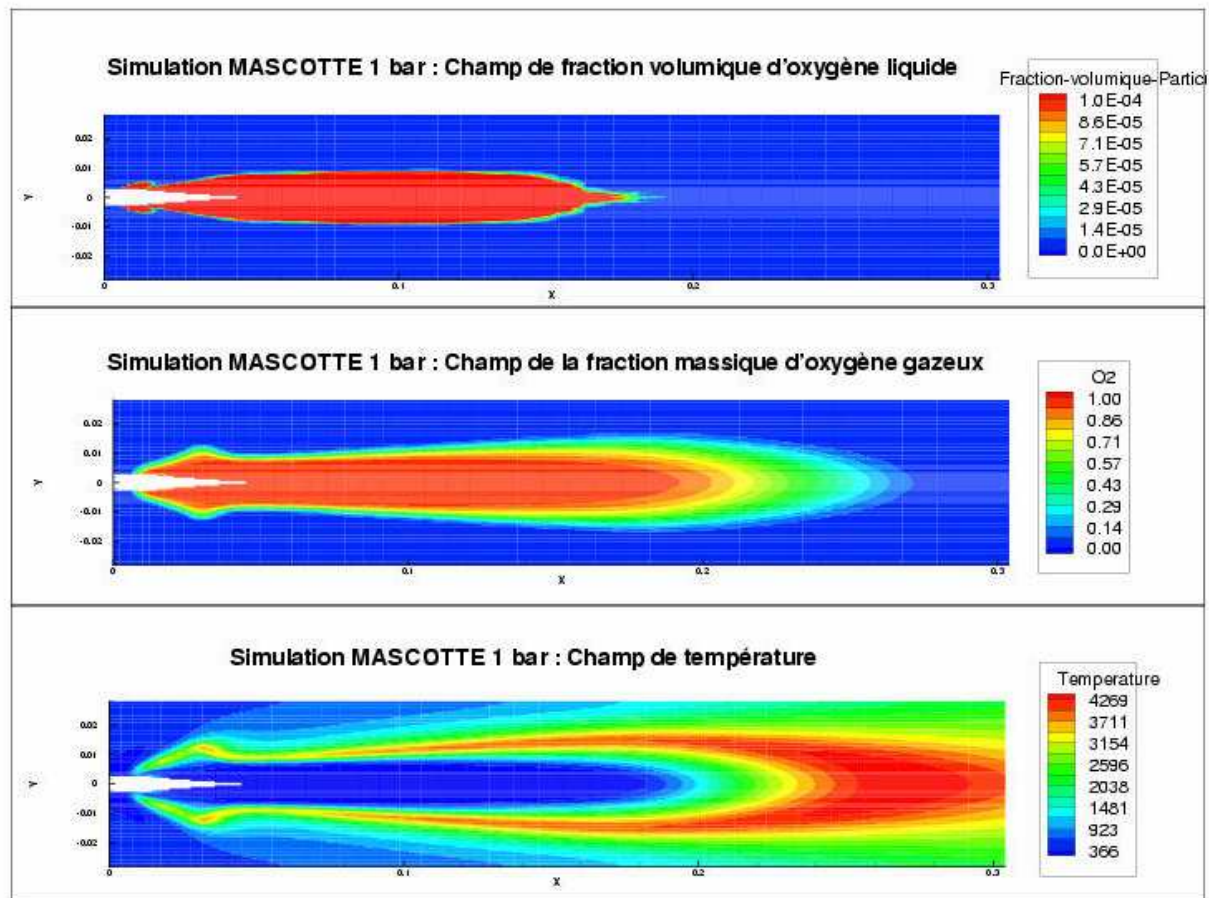 Simulation MASCOTTE 1 bar : Champ de fraction volumique d'oxygène liquide
Fraction-volumique-Partic
1.0E-04
8.6E-05
7.1E-05
5.7E-05
4.3E-05
2.9E-05
1.4E-05
0.0E+00
0.02
0.01
0
-0.01
-0.02
Y
0
0.1
0.2
0.3
X
Simulation MASCOTTE 1 bar : Champ de la fraction massique d'oxygène gazeux
O2
1.00
0.86
0.71
0.57
0.43
0.29
0.14
0.00
0.02
0.01
0
-0.01
-0.02
Y
0
0.1
0.2
0.3
X
Simulation MASCOTTE 1 bar : Champ de température
Temperature
4269
3711
3154
2596
2038
1481
923
366
0.02
0.01
0
-0.01
-0.02
Y
0
0.1
0.2
0.3
X